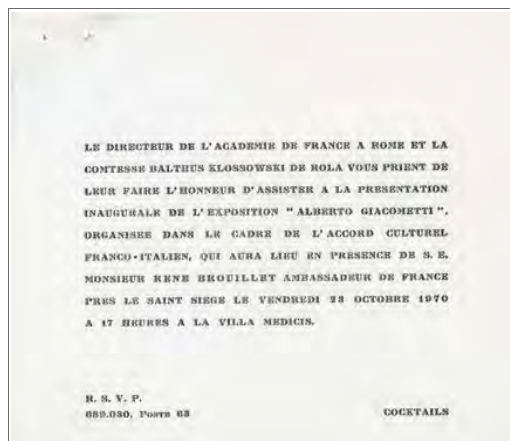 LE DIRECTEUR DE L'ACADEMIE DE FRANCE A ROME ET LA
COMTESSE BALTHUS KLOSSOWSKI DE ROLA VOUS PRIENT DE
LEUR FAIRE L'HONNEUR D'ASSISTER A LA PRESENTATION
INAUGURALE DE L'EXPOSITION "ALBERTO GIACOMETTI",
ORGANISEE DANS LE CADRE DE L'ACCORD CULTUREL
FRANCO-ITALIEN, QUI AURA LIEU EN PRESENCE DE S. E.
MONSIEUR RENE BROUILLET AMBASSADEUR DE FRANCE
PRES LE SAINT SIEGE LE VENDREDI 23 OCTOBRE 1970
A 17 HEURES A LA VILLA MEDICIS.
R. S. V. P.
689.030, POSTE 63
COCKTAILS